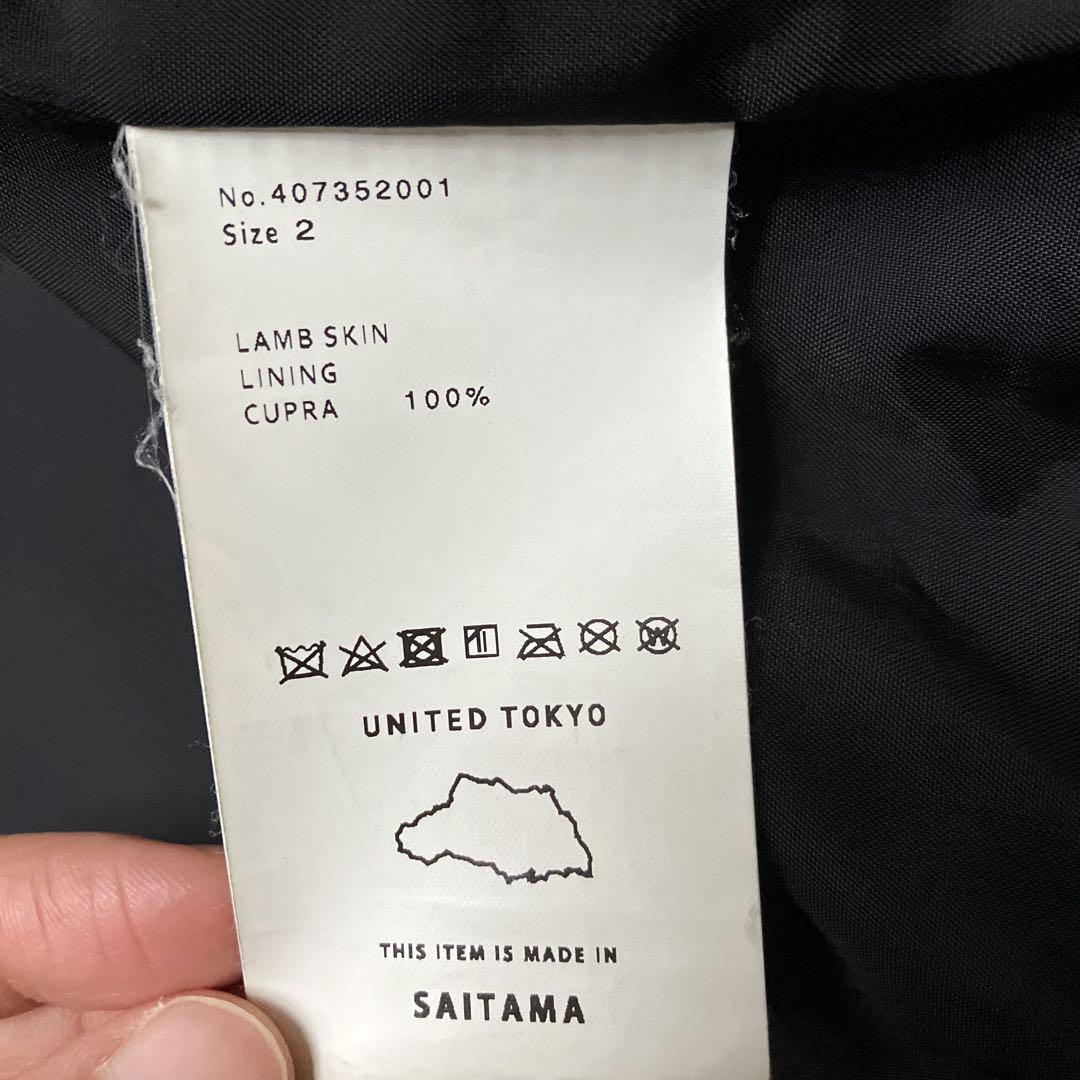 No.407352001
Size 2
LAMB SKIN
LINING
CUPRA 100%
W
UNITED TOKYO
THIS ITEM IS MADE IN
SAITAMA